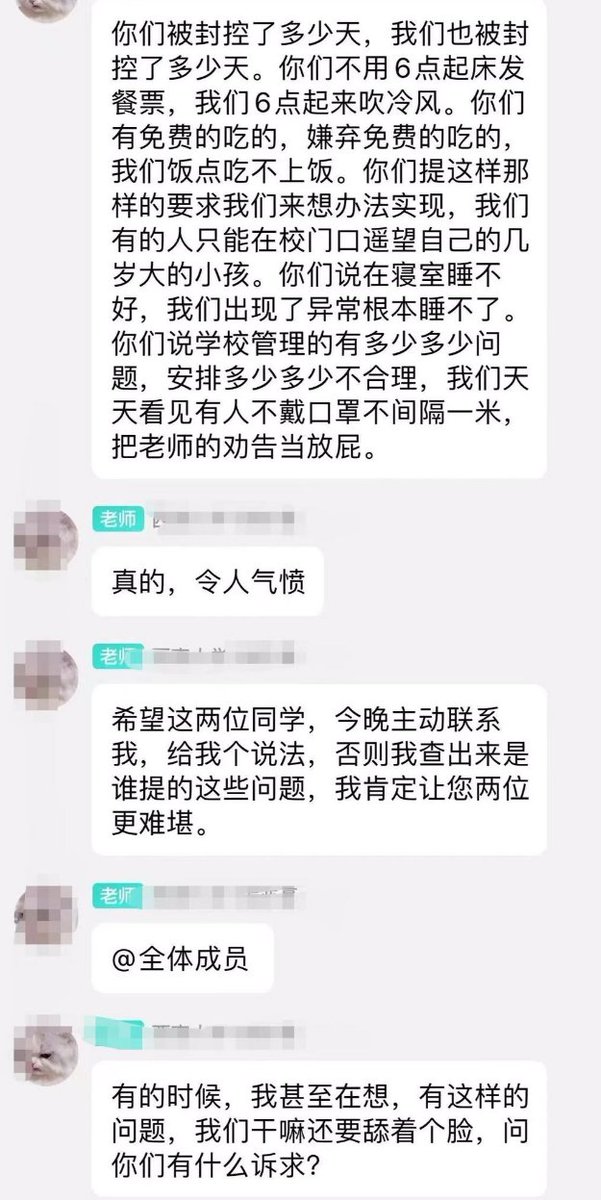 你们被封控了多少天，我们也被封
控了多少天。你们不用6点起床发
餐票，我们6点起来吹冷风。你们
有免费的吃的，嫌弃免费的吃的，
我们饭点吃不上饭。你们提这样那
样的要求我们来想办法实现，我们
有的人只能在校门口遥望自己的几
岁大的小孩。你们说在寝室睡不
好，我们出现了异常根本睡不了。
你们说学校管理的有多少多少问
题，安排多少多少不合理，我们天
天看见有人不戴口罩不间隔一米，
把老师的劝告当放屁。
老师
真的，令人气愤
老师
希望这两位同学，今晚主动联系
我，给我个说法，否则我查出来是
谁提的这些问题，我肯定让您两位
更难堪。
老师
@全体成员
有的时候，我甚至在想，有这样的
问题，我们干嘛还要舔着个脸，问
你们有什么诉求？